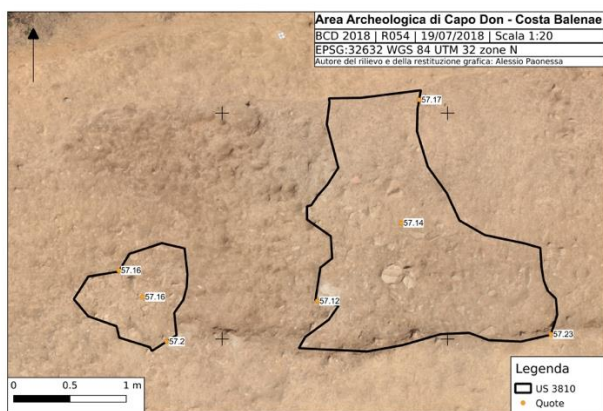 Area Archeologica di Capo Don - Costa Balenae
BCD 2018 | R054 | 19/07/2018 | Scala 1:20
EPSG:32632 WGS 84 UTM 32 zone N
Autore del rilievo e della restituzione grafica: Alessio Paonessa
57.17
57.14
57.16
57.16
57.12
57.2
57.23
0 0.5 1 m
Legenda
US 3810
Quote